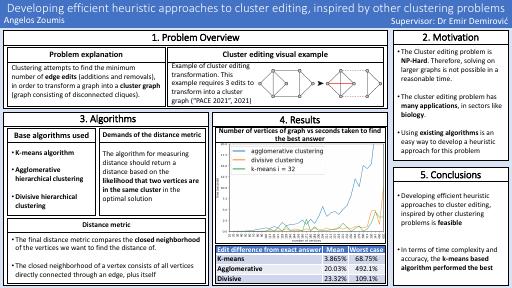 Developing efficient heuristic approaches to cluster editing, inspired by other clustering problems
Angelos Zoumis
Supervisor: Dr Emir Demirović
1. Problem Overview
Problem explanation
Clustering attempts to find the minimum
number of edge edits (additions and removals),
in order to transform a graph into a cluster graph
(graph consisting of disconnected cliques).
Cluster editing visual example
Example of cluster editing
transformation. This
example requires 3 edits to
transform into a cluster
graph ("PACE 2021", 2021)
2. Motivation
•The Cluster editing problem is
NP-Hard. Therefore, solving on
larger graphs is not possible in a
reasonable time.
•The cluster editing problem has
many applications, in sectors like
biology.
•Using existing algorithms is an
easy way to develop a heuristic
approach for this problem
3. Algorithms
Base algorithms used
•K-means algorithm
•Agglomerative
hierarchical clustering
•Divisive hierarchical
clustering
Demands of the distance metric
The algorithm for measuring
distance should return a
distance based on the
likelihood that two vertices are
in the same cluster in the
optimal solution
Distance metric
•The final distance metric compares the closed neighborhood
of the vertices we want to find the distance of.
•The closed neighborhood of a vertex consists of all vertices
directly connected through an edge, plus itself
4. Results
Number of vertices of graph vs seconds taken to find
the best answer
agglomerative clustering
divisive clustering
k-means i = 32
number of vertices
Edit difference from exact answer Mean Worst case
K-means 3.865% 68.75%
Agglomerative 20.03% 492.1%
Divisive 23.32% 109.1%
5. Conclusions
•Developing efficient heuristic
approaches to cluster editing,
inspired by other clustering
problems is feasible
•In terms of time complexity and
accuracy, the k-means based
algorithm performed the best